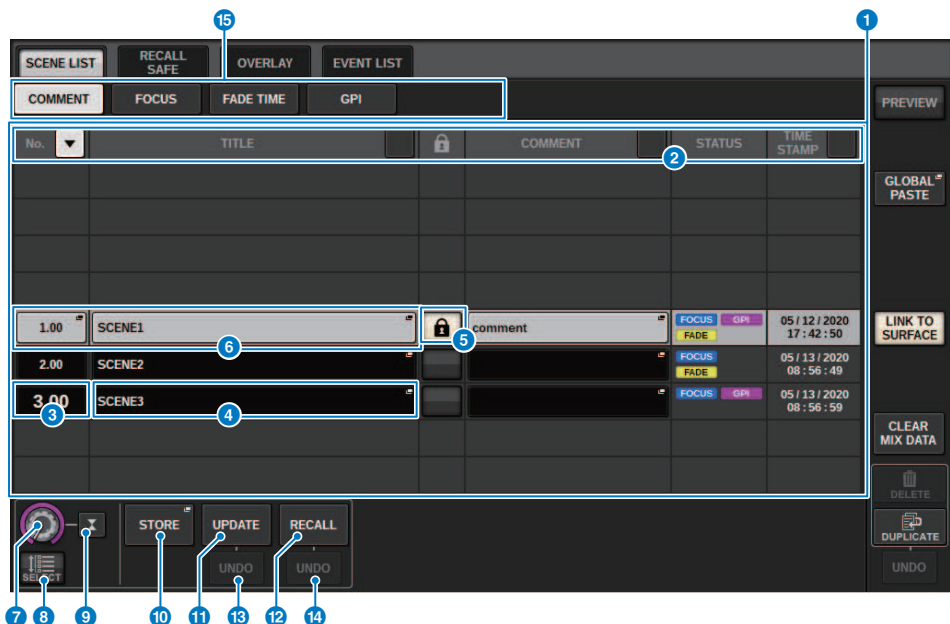 15
1
SCENE LIST
RECALL
SAFE
OVERLAY
EVENT LIST
COMMENT
FOCUS
FADE TIME
GPI
PREVIEW
No.
TITLE
COMMENT
STATUS
TIME
STAMP
2
GLOBAL
PASTE
1.00
SCENE1
comment
FOCUS
GPI
FADE
05 / 12 / 2020
17 : 42 : 50
LINK TO
SURFACE
6
5
2.00
SCENE2
FOCUS
FADE
05 / 13 / 2020
08 : 56 : 49
3.00
SCENE3
FOCUS
GPI
05 / 13 / 2020
08 : 56 : 59
3
4
CLEAR
MIX DATA
DELETE
STORE
UPDATE
RECALL
DUPLICATE
SELECT
UNDO
UNDO
UNDO
7
8
9
10
11
13
12
14